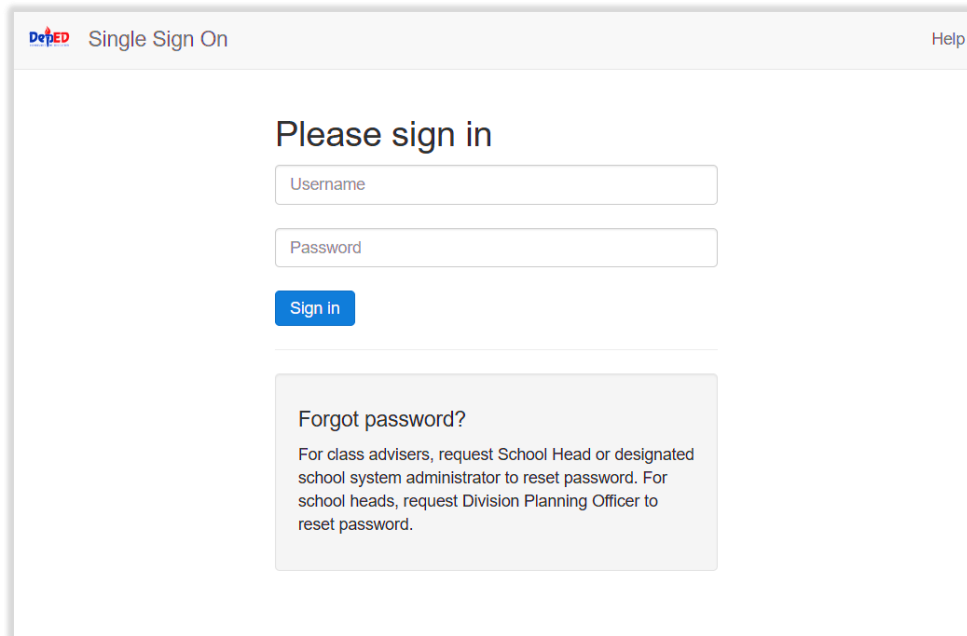 DepED
Single Sign On
Help
Please sign in
Username
Password
Sign in
Forgot password?
For class advisers, request School Head or designated
school system administrator to reset password. For
school heads, request Division Planning Officer to
reset password.